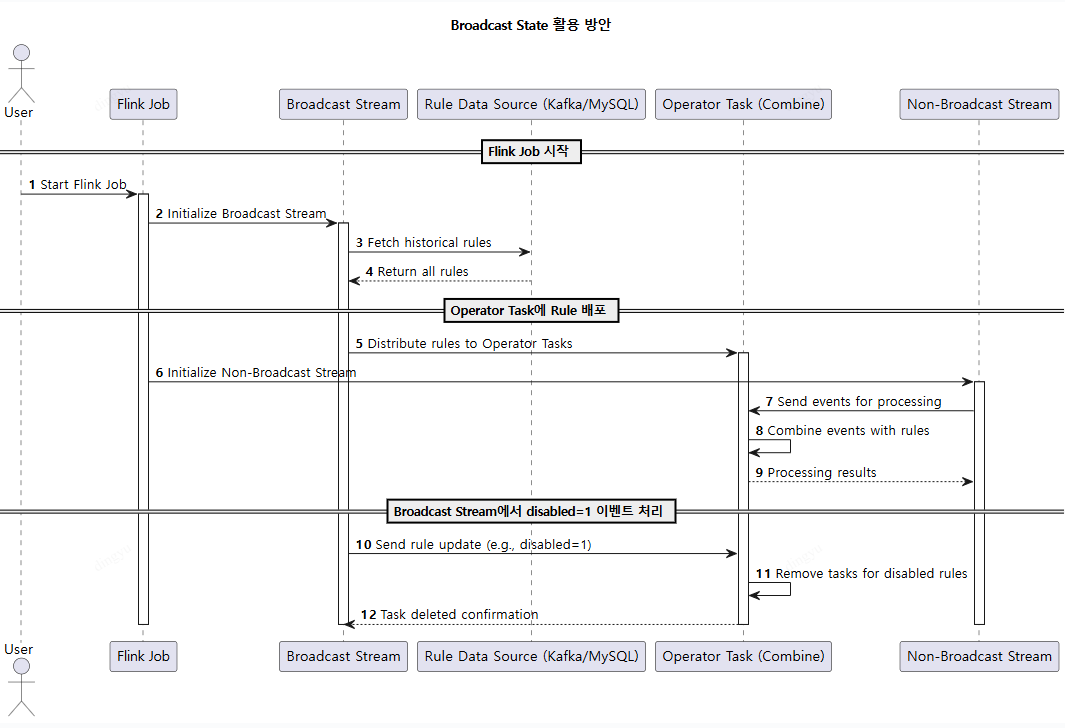 Broadcast State 활용 방안
User
Flink Job
Broadcast Stream
Rule Data Source (Kafka/MySQL)
Operator Task (Combine)
Non-Broadcast Stream
Flink Job 시작
1 Start Flink Job
2 Initialize Broadcast Stream
3 Fetch historical rules
4 Return all rules
Operator Task에 Rule 배포
5 Distribute rules to Operator Tasks
6 Initialize Non-Broadcast Stream
7 Send events for processing
8 Combine events with rules
9 Processing results
Broadcast Stream에서 disabled=1 이벤트 처리
10 Send rule update (e.g., disabled=1)
11 Remove tasks for disabled rules
12 Task deleted confirmation
User
Flink Job
Broadcast Stream
Rule Data Source (Kafka/MySQL)
Operator Task (Combine)
Non-Broadcast Stream